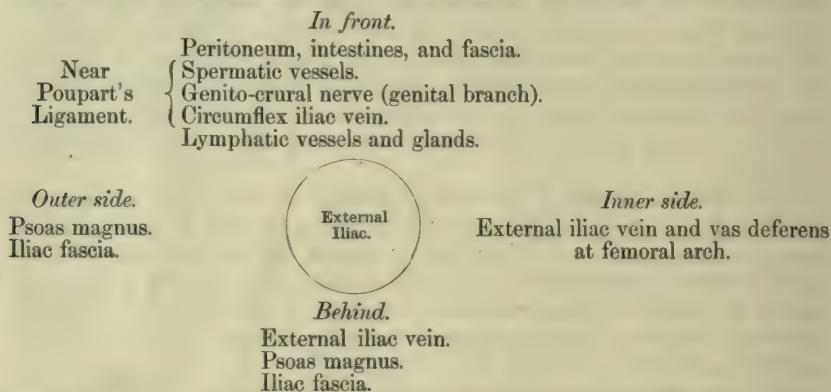 In front.
Peritoneum, intestines, and fascia.
Near
Poupart's
Ligament.
Spermatic vessels.
Genito-crural nerve (genital branch).
Circumflex iliac vein.
Lymphatic vessels and glands.
Outer side.
Psoas magnus.
Iliac fascia.
External
Iliac.
Inner side.
External iliac vein and vas deferens
at femoral arch.
Behind.
External iliac vein.
Psoas magnus.
Iliac fascia.